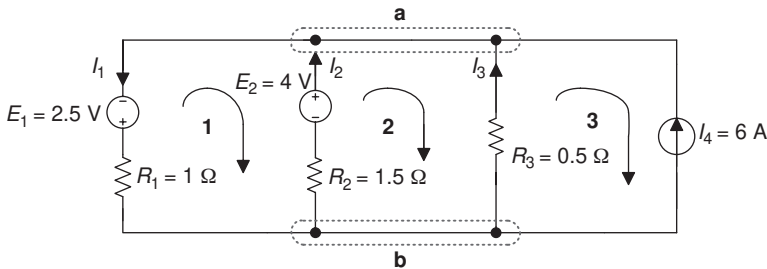 a
I₁
I₂
I₃
E₂ = 4 V
E₁ = 2.5 V
-
+
+
-
1
2
3
I₄ = 6 A
R₁ = 1 Ω
R₂ = 1.5 Ω
R₃ = 0.5 Ω
b